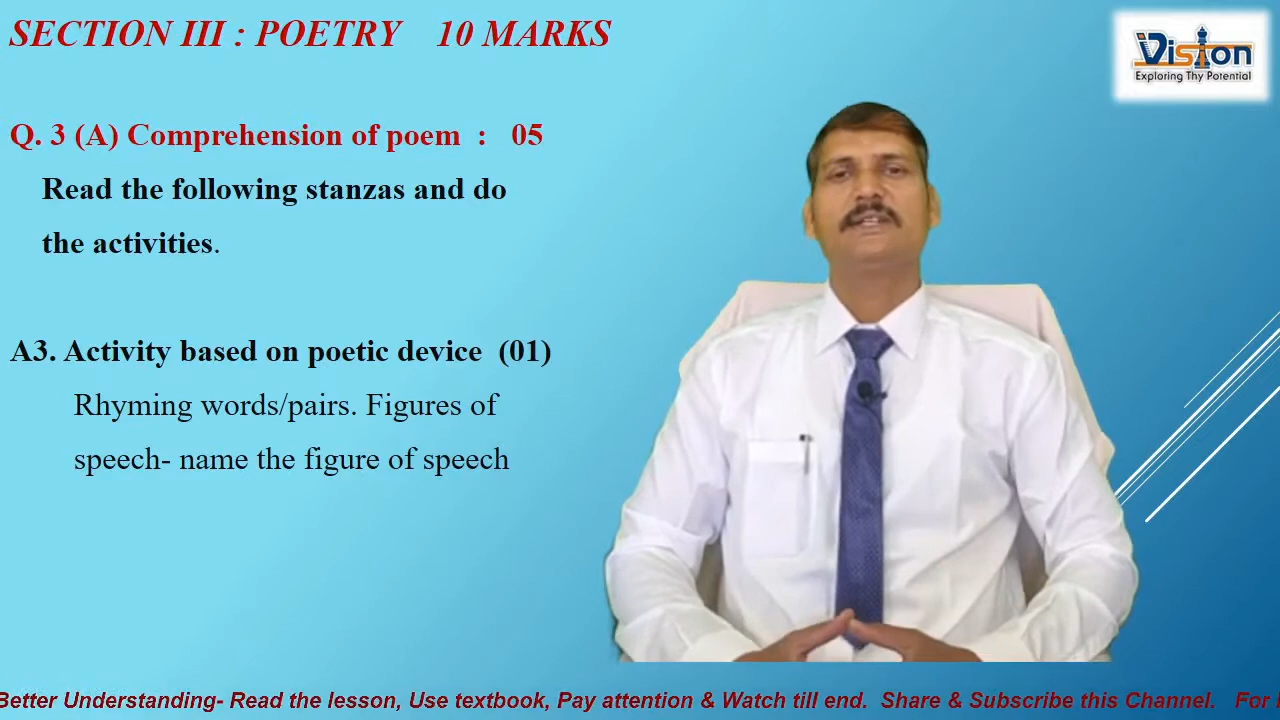 SECTION III : POETRY 10 MARKS
Vision
Exploring Thy Potential
Q. 3 (A) Comprehension of poem : 05
Read the following stanzas and do
the activities.
A3. Activity based on poetic device (01)
Rhyming words/pairs. Figures of
speech- name the figure of speech
Better Understanding- Read the lesson, Use textbook, Pay attention & Watch till end. Share & Subscribe this Channel. For